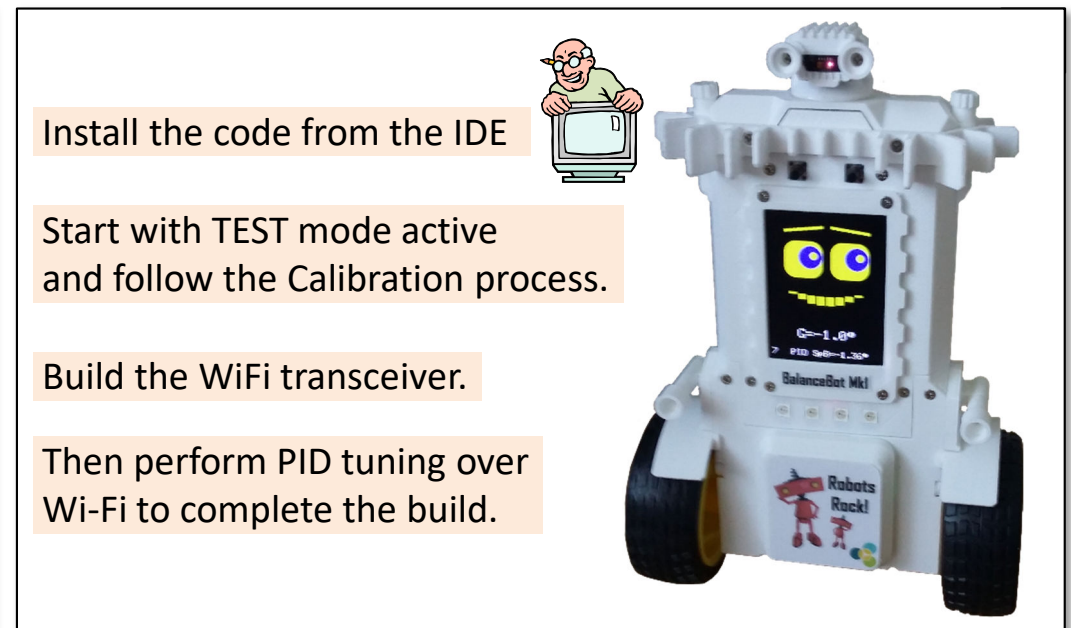 Install the code from the IDE
Start with TEST mode active
and follow the Calibration process.
Build the WiFi transceiver.
Then perform PID tuning over
Wi-Fi to complete the build.
G=-1.0°
BalanceBot MkI
Robots
Rock!